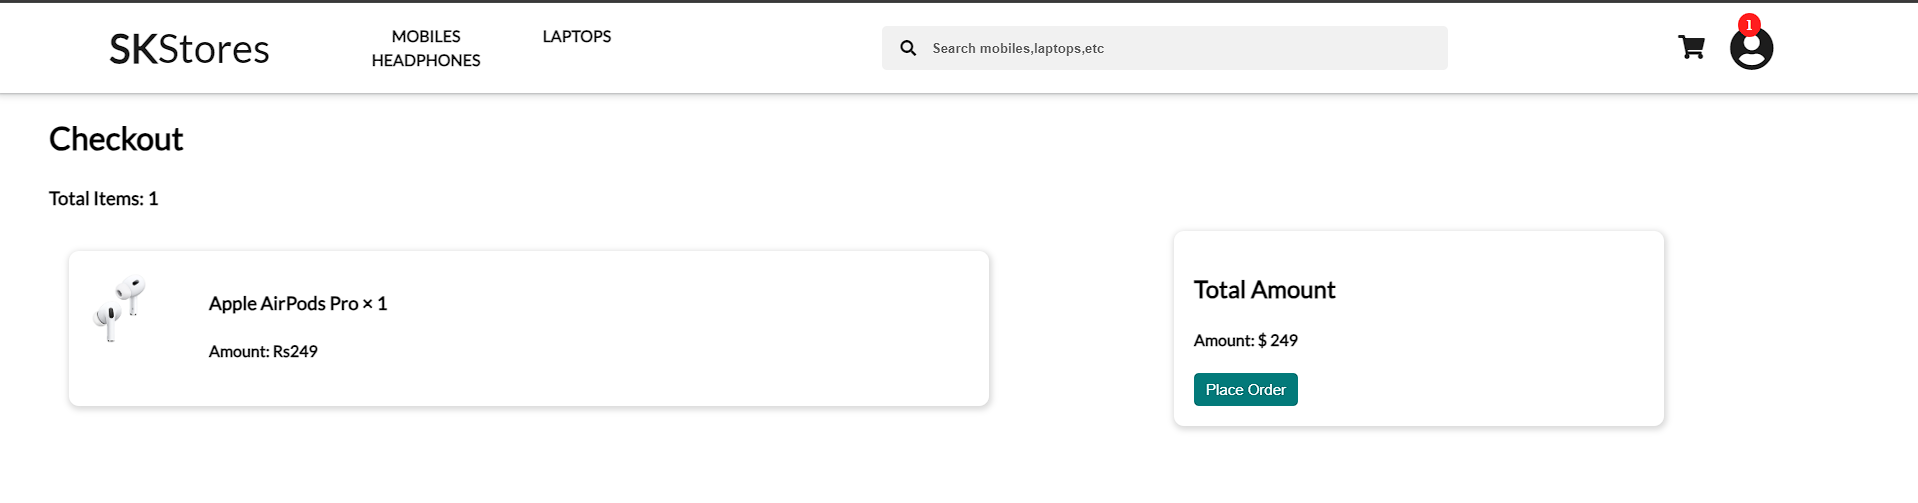 SKStores
MOBILES
LAPTOPS
HEADPHONES
Search mobiles,laptops,etc
1
Checkout
Total Items: 1
Apple AirPods Pro × 1
Amount: Rs249
Total Amount
Amount: $ 249
Place Order